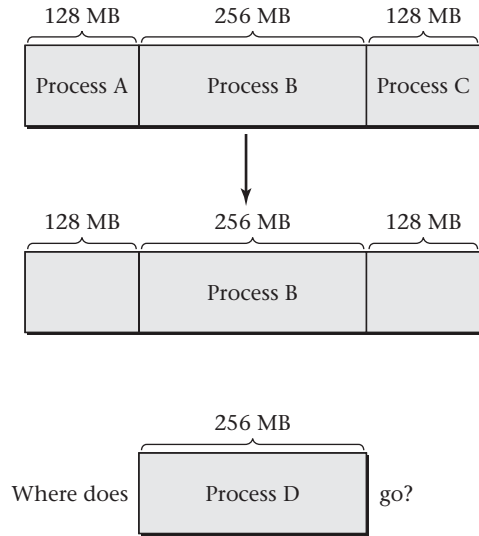 128 MB 256 MB 128 MB
Process A Process B Process C
128 MB 256 MB 128 MB
Process B
256 MB
Where does Process D go?